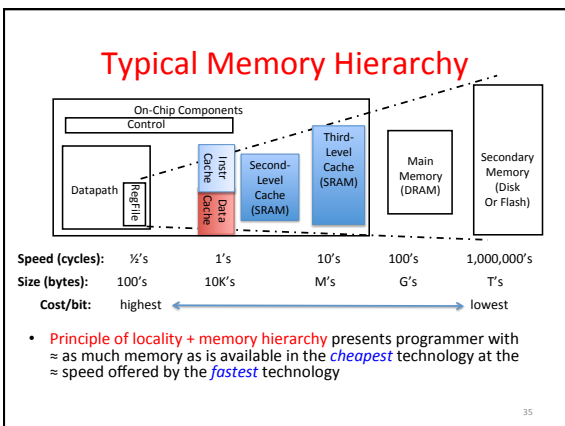 Typical Memory Hierarchy
On-Chip Components
Control
Datapath
RegFile
Instr
Cache
Data
Cache
Second-
Level
Cache
(SRAM)
Third-
Level
Cache
(SRAM)
Main
Memory
(DRAM)
Secondary
Memory
(Disk
Or Flash)
Speed (cycles): ½'s 1's 10's 100's 1,000,000's
Size (bytes): 100's 10K's M's G's T's
Cost/bit: highest lowest
• Principle of locality + memory hierarchy presents programmer with
≈ as much memory as is available in the cheapest technology at the
≈ speed offered by the fastest technology
35